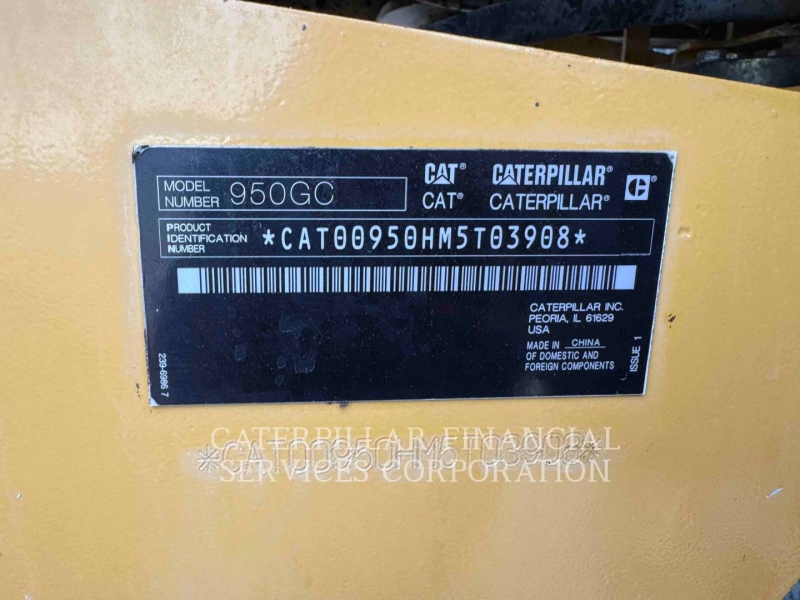 MODEL NUMBER 950GC
CAT® CATERPILLAR®
CAT® CATERPILLAR®
PRODUCT IDENTIFICATION NUMBER *CAT00950HM5T03908*
CATERPILLAR INC.
PEORIA, IL 61629
USA
MADE IN CHINA
OF DOMESTIC AND
FOREIGN COMPONENTS
ISSUE 1
239-6986 7
*CAT00950HM5T03908*
CATERPILLAR FINANCIAL
SERVICES CORPORATION